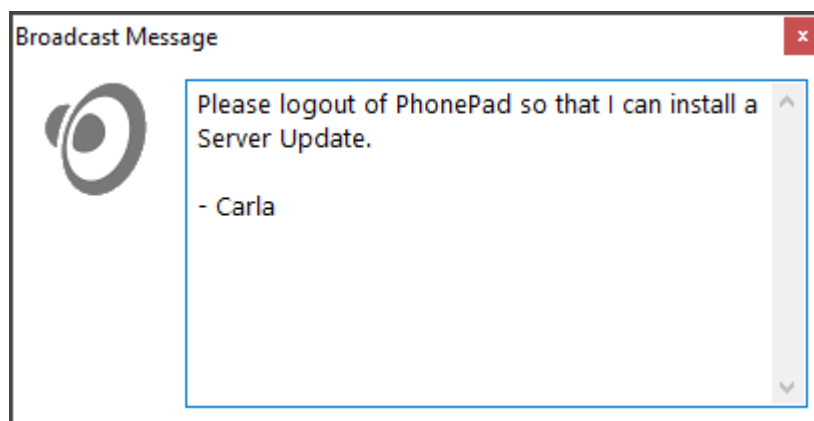 Broadcast Message
Please logout of PhonePad so that I can install a
Server Update.
- Carla